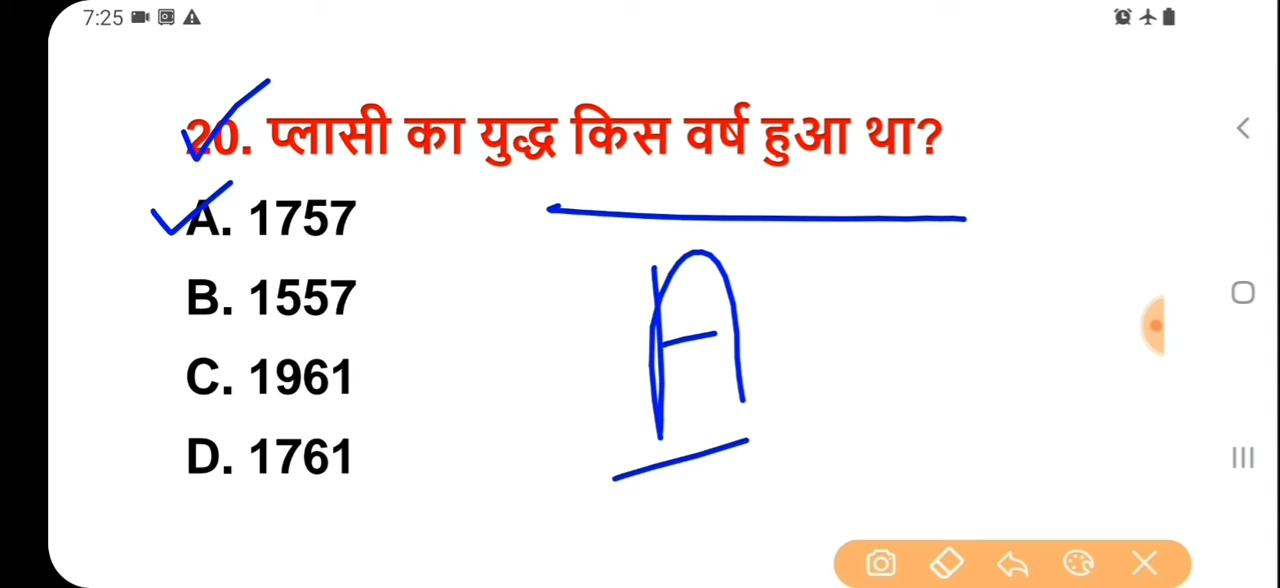 7:25
20. प्लासी का युद्ध किस वर्ष हुआ था?
A. 1757
B. 1557
C. 1961
D. 1761
A